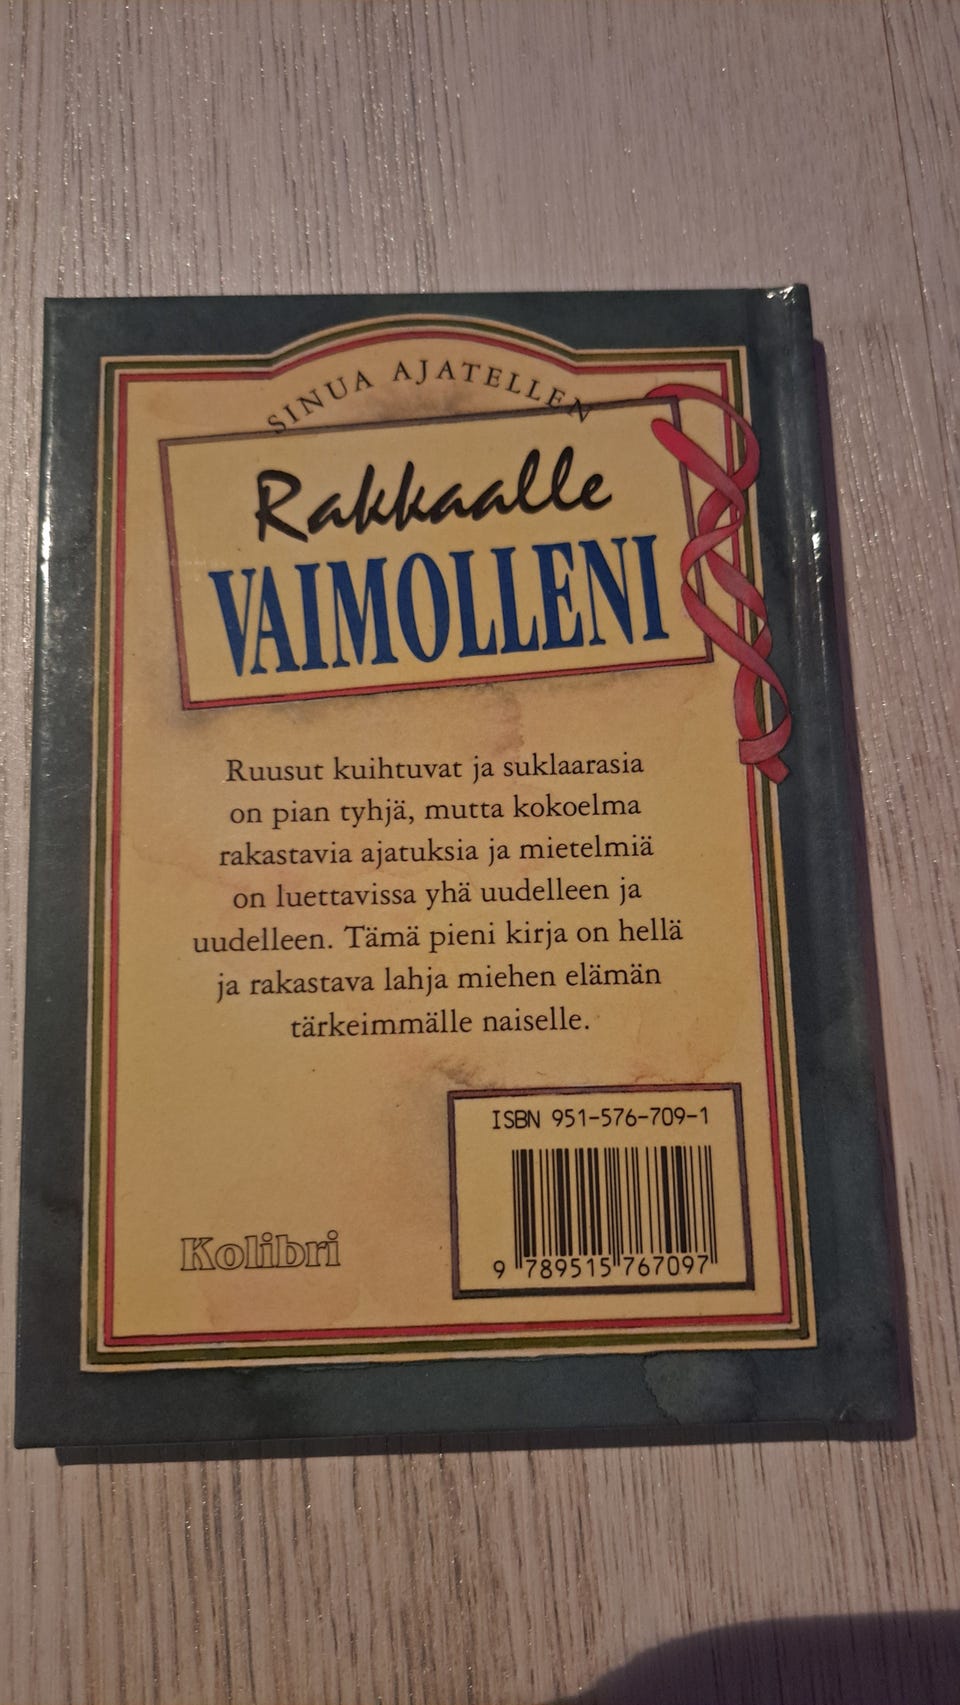 SINUA AJATELLEN
Rakkaalle
VAIMOLLENI
Ruusut kuihtuvat ja suklaarasia
on pian tyhjä, mutta kokoelma
rakastavia ajatuksia ja mietelmiä
on luettavissa yhä uudelleen ja
uudelleen. Tämä pieni kirja on hellä
ja rakastava lahja miehen elämän
tärkeimmälle naiselle.
ISBN 951-576-709-1
9 789515 767097
Kolibri